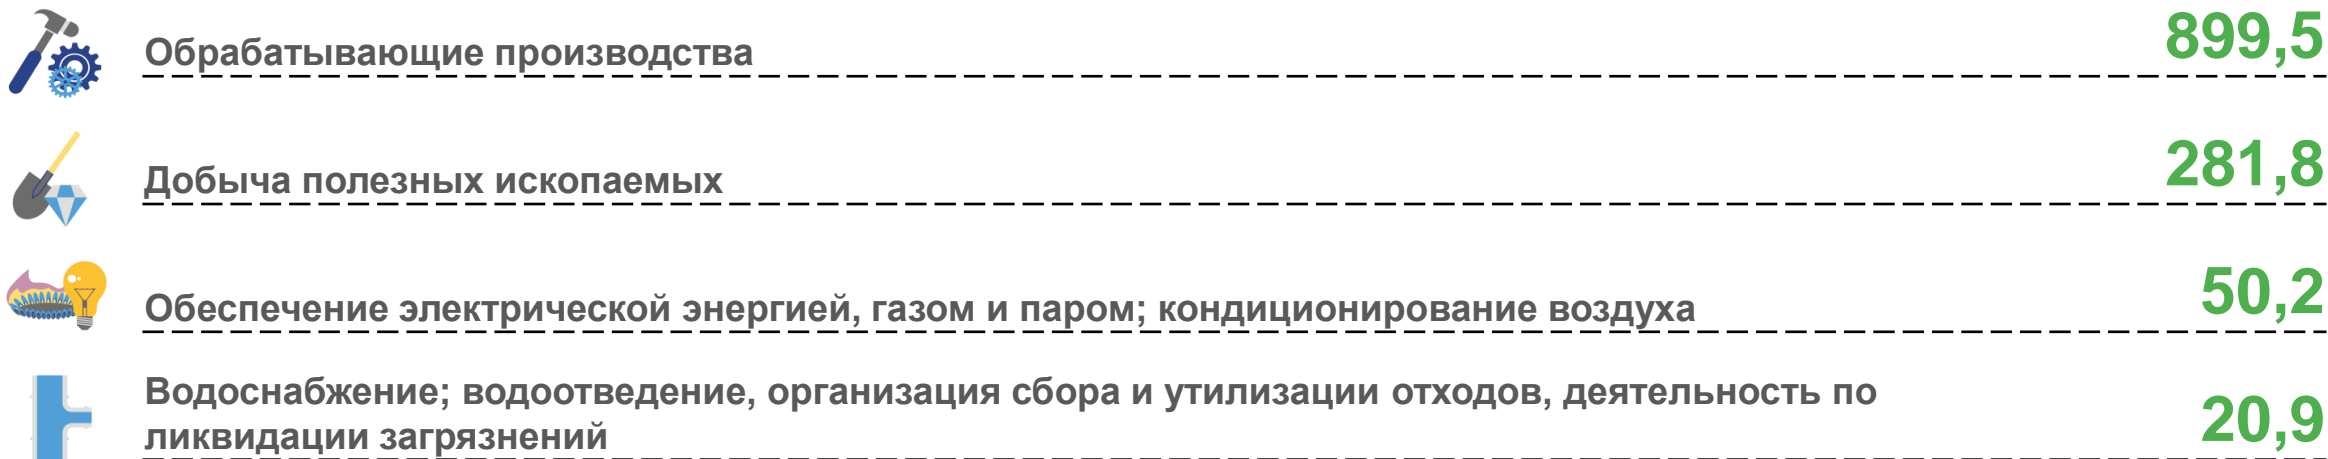 Обрабатывающие производства 899,5
Добыча полезных ископаемых 281,8
Обеспечение электрической энергией, газом и паром; кондиционирование воздуха 50,2
Водоснабжение; водоотведение, организация сбора и утилизации отходов, деятельность по
ликвидации загрязнений 20,9